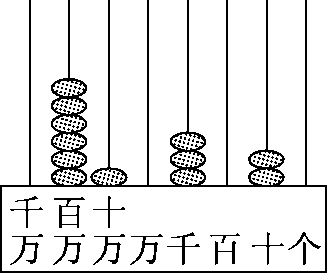 千 百 十
万 万 万 万 千 百 十 个